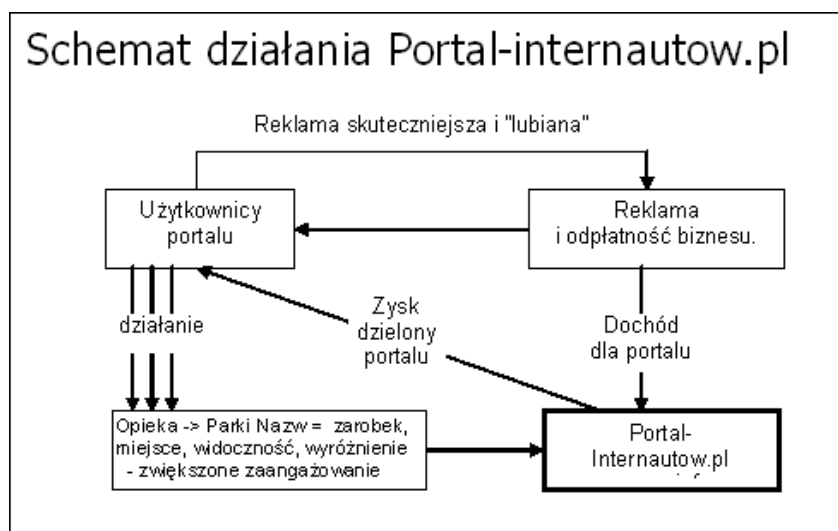 Schemat działania Portal-internautow.pl
Reklama skuteczniejsza i "lubiana"
Użytkownicy
portalu
Reklama
i odpłatność biznesu.
działanie
Zysk
dzielony
portalu
Dochód
dla portalu
Opieka -> Parki Nazw = zarobek,
miejsce, widoczność, wyróżnienie
- zwiększone zaangażowanie
Portal-
Internautow.pl